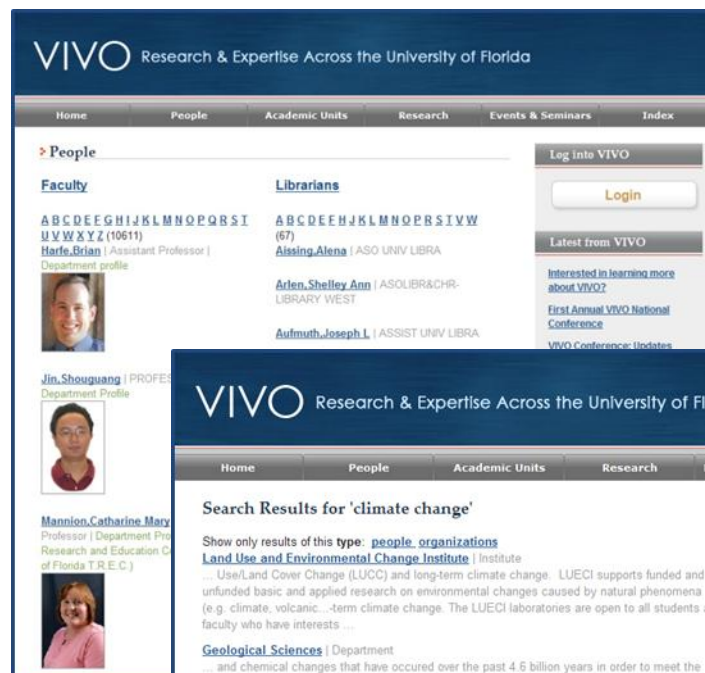 VIVO Research & Expertise Across the University of Florida
Home People Academic Units Research Events & Seminars Index
People
Faculty
A B C D E F G H I J K L M N O P Q R S T
U V W X Y Z (10611)
Harfe,Brian | Assistant Professor |
Department profile
Jin,Shouguang | PROFES
Department Profile
Mannion,Catharine Mary
Professor | Department Pro
Research and Education C
of Florida T.R.E.C.)
Librarians
A B C D E F H J K L M N O P R S T V W
(67)
Aissing,Alena | ASO UNIV LIBRA
Arlen,Shelley Ann | ASOLIBR&CHR-
LIBRARY WEST
Aufmuth,Joseph L | ASSIST UNIV LIBRA
Log into VIVO
Login
Latest from VIVO
Interested in learning more
about VIVO?
First Annual VIVO National
Conference
VIVO Conference: Updates
VIVO Research & Expertise Across the University of Fl
Home People Academic Units Research
Search Results for 'climate change'
Show only results of this type: people organizations
Land Use and Environmental Change Institute | Institute
... Use/Land Cover Change (LUCC) and long-term climate change. LUECI supports funded and
unfunded basic and applied research on environmental changes caused by natural phenomena
(e.g. climate, volcanic...-term climate change. The LUECI laboratories are open to all students
faculty who have interests ...
Geological Sciences | Department
... and chemical changes that have occured over the past 4.6 billion years in order to meet the